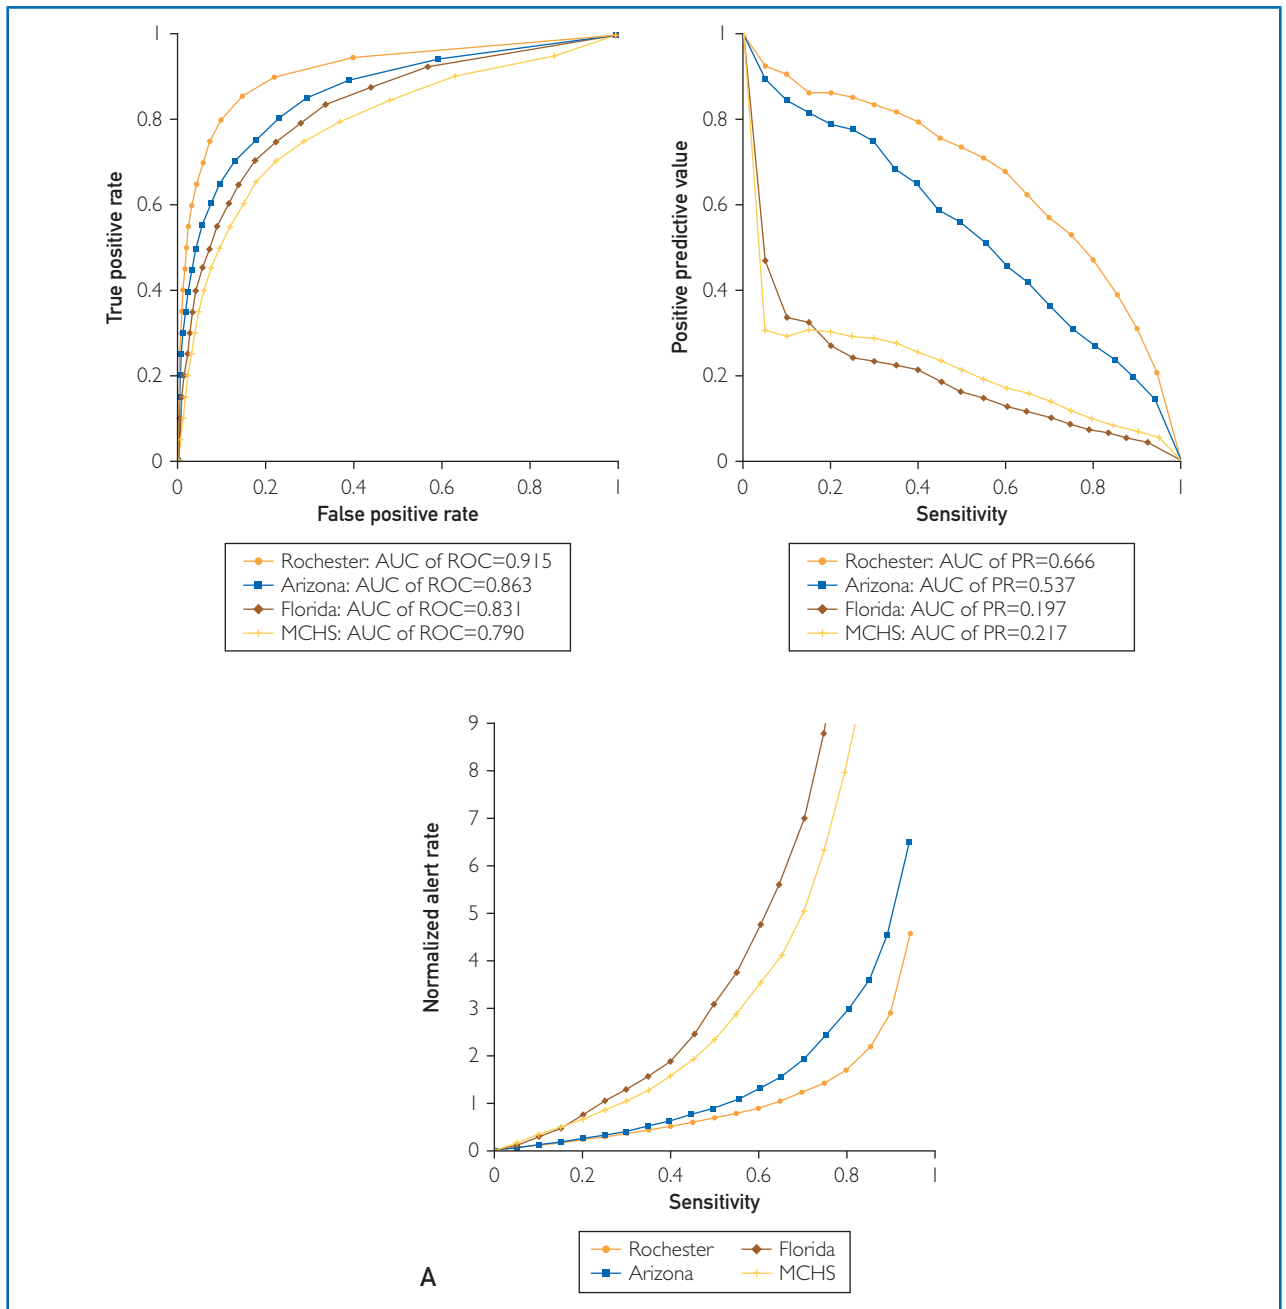 1
0.8
0.6
0.4
0.2
0
True positive rate
0 0.2 0.4 0.6 0.8 1
False positive rate
Rochester: AUC of ROC=0.915
Arizona: AUC of ROC=0.863
Florida: AUC of ROC=0.831
MCHS: AUC of ROC=0.790
1
0.8
0.6
0.4
0.2
0
Positive predictive value
0 0.2 0.4 0.6 0.8 1
Sensitivity
Rochester: AUC of PR=0.666
Arizona: AUC of PR=0.537
Florida: AUC of PR=0.197
MCHS: AUC of PR=0.217
9
8
7
6
5
4
3
2
1
0
Normalized alert rate
0 0.2 0.4 0.6 0.8 1
Sensitivity
Rochester Florida
Arizona MCHS
A